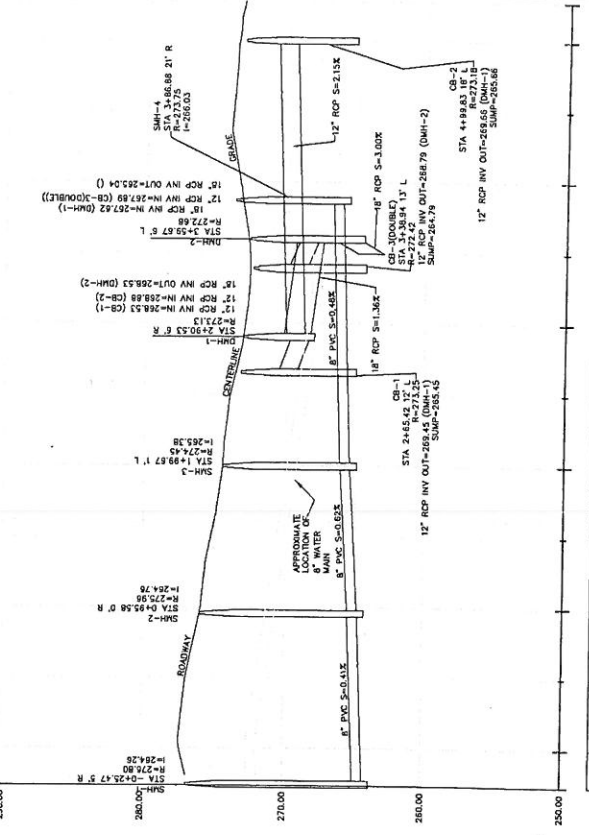 SMH-1
STA -0+25.47 5' R
R=276.80
I=264.26
SMH-2
STA 0+95.58 0' R
R=275.96
I=264.76
SMH-3
STA 1+99.67 1' L
R=274.45
I=265.38
DMH-1
STA 2+90.53 6' R
R=273.13
12" RCP INV IN=268.53 (CB-1)
12" RCP INV IN=268.88 (CB-2)
18" RCP INV OUT=268.53 (DMH-2)
DMH-2
STA 3+59.67 6' L
R=272.68
18" RCP INV IN=267.62 (DMH-1)
12" RCP INV IN=267.69 (CB-3(DOUBLE))
18" RCP INV OUT=265.04 ()
SMH-4
STA 3+86.88 21' R
R=273.75
I=266.03
ROADWAY
CENTERLINE
GRADE
APPROXIMATE
LOCATION OF
8" WATER
MAIN
8" PVC S=0.41%
8" PVC S=0.62%
8" PVC S=0.46%
18" RCP S=1.36%
18" RCP S=3.00%
12" RCP S=2.15%
CB-1
STA 2+65.42 12' L
R=273.25
12" RCP INV OUT=269.45 (DMH-1)
SUMP=265.45
CB-3(DOUBLE)
STA 3+38.94 13' L
R=272.42
12" RCP INV OUT=268.79 (DMH-2)
SUMP=264.79
CB-2
STA 4+99.83 18' L
R=273.18
12" RCP INV OUT=269.66 (DMH-1)
SUMP=265.66
280.00
270.00
260.00
250.00